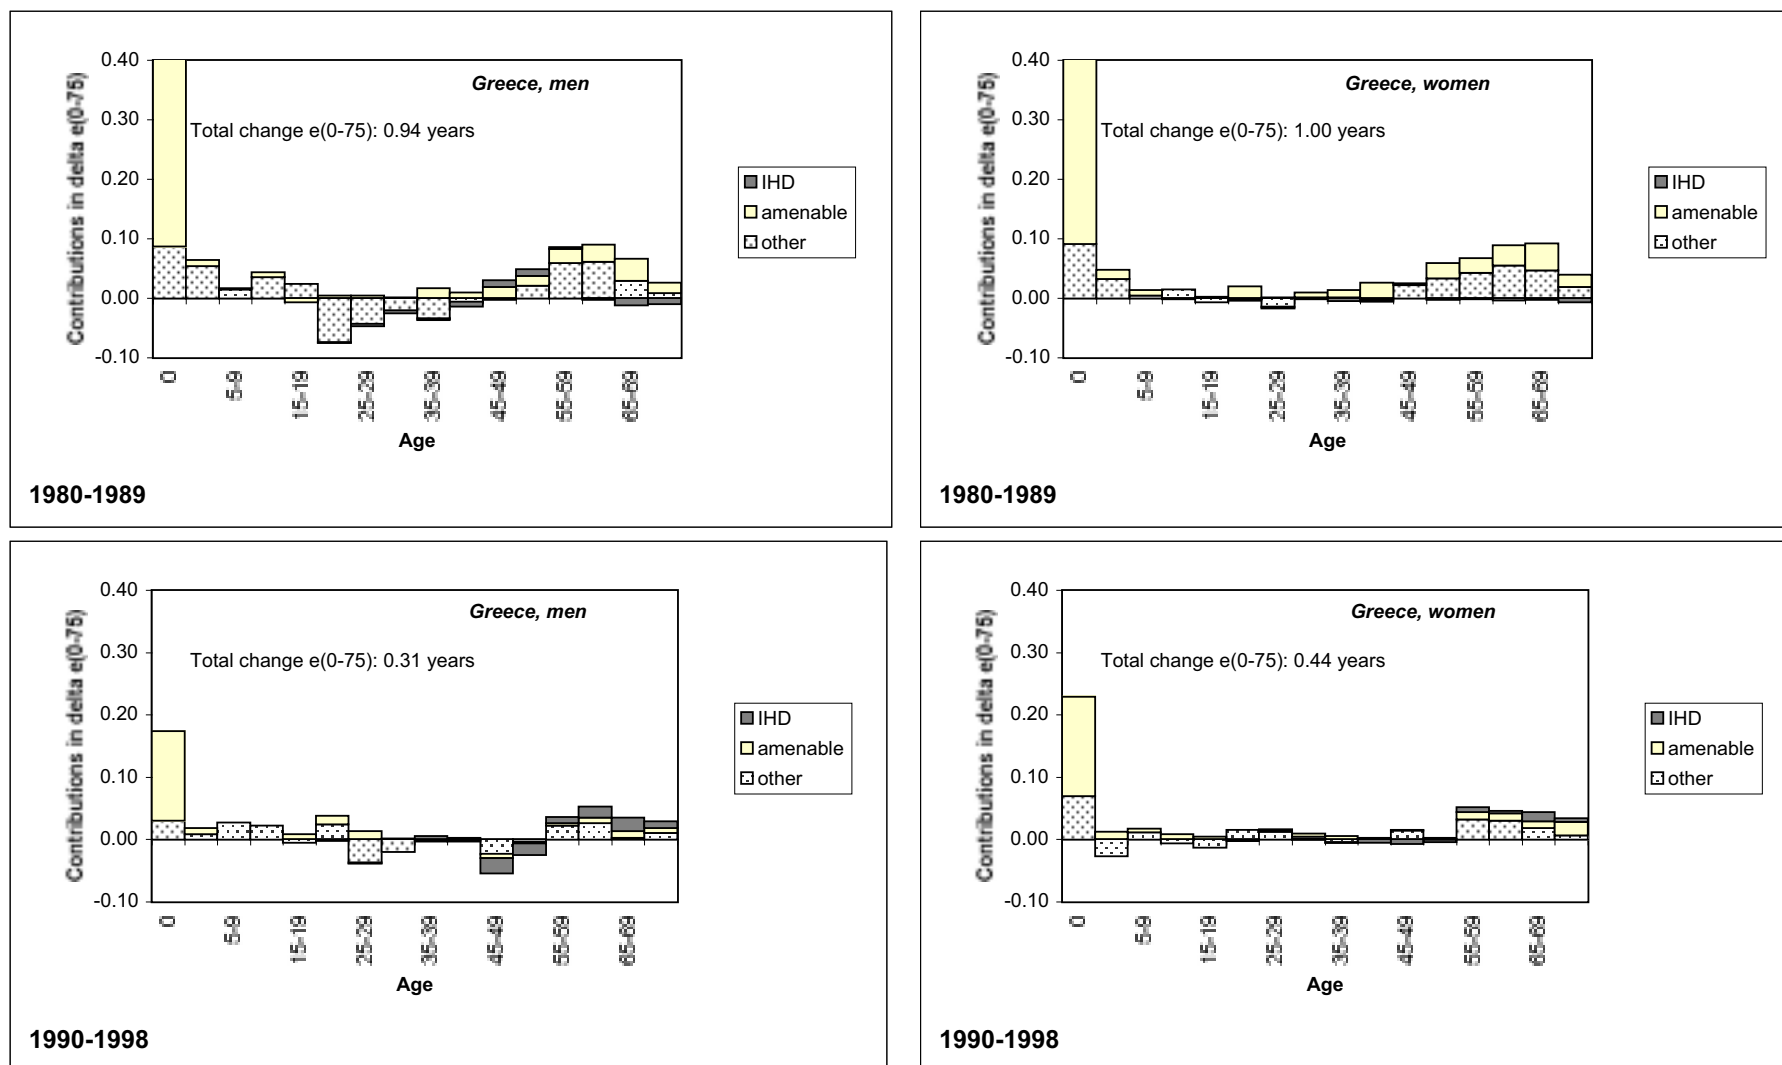 Greece, men
Total change e(0-75): 0.94 years
Contributions in delta e(0-75)
0.40
0.30
0.20
0.10
0.00
-0.10
0
5-9
15-19
25-29
35-39
45-49
55-59
65-69
Age
IHD
amenable
other
1980-1989
Greece, women
Total change e(0-75): 1.00 years
Contributions in delta e(0-75)
0.40
0.30
0.20
0.10
0.00
-0.10
0
5-9
15-19
25-29
35-39
45-49
55-59
65-69
Age
IHD
amenable
other
1980-1989
Greece, men
Total change e(0-75): 0.31 years
Contributions in delta e(0-75)
0.40
0.30
0.20
0.10
0.00
-0.10
0
5-9
15-19
25-29
35-39
45-49
55-59
65-69
Age
IHD
amenable
other
1990-1998
Greece, women
Total change e(0-75): 0.44 years
Contributions in delta e(0-75)
0.40
0.30
0.20
0.10
0.00
-0.10
0
5-9
15-19
25-29
35-39
45-49
55-59
65-69
Age
IHD
amenable
other
1990-1998